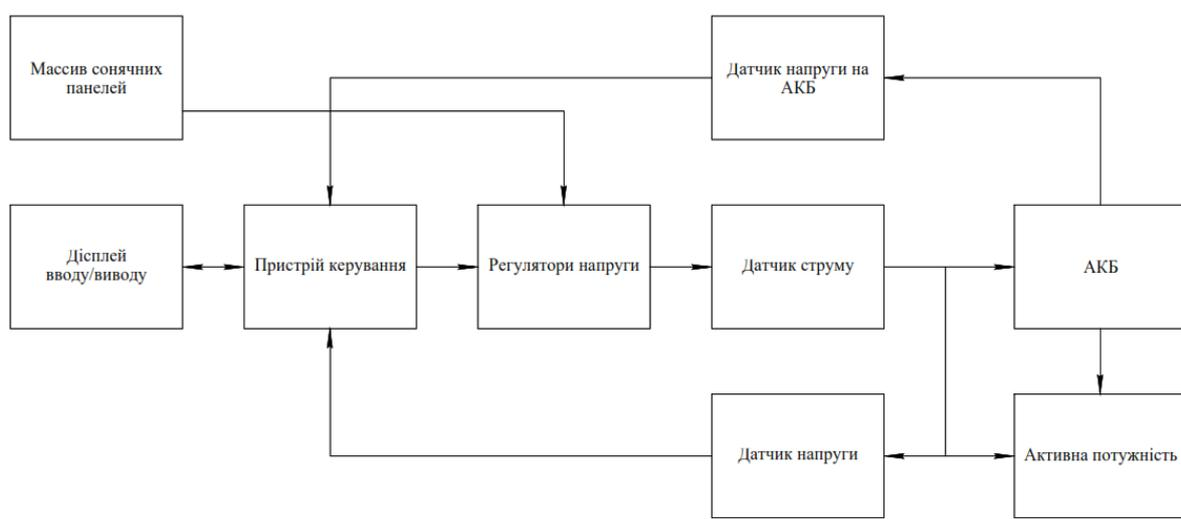 Массив сонячних
панелей
Датчик напруги на
АКБ
Дісплей
вводу/виводу
Пристрій керування
Регулятори напруги
Датчик струму
АКБ
Датчик напруги
Активна потужність